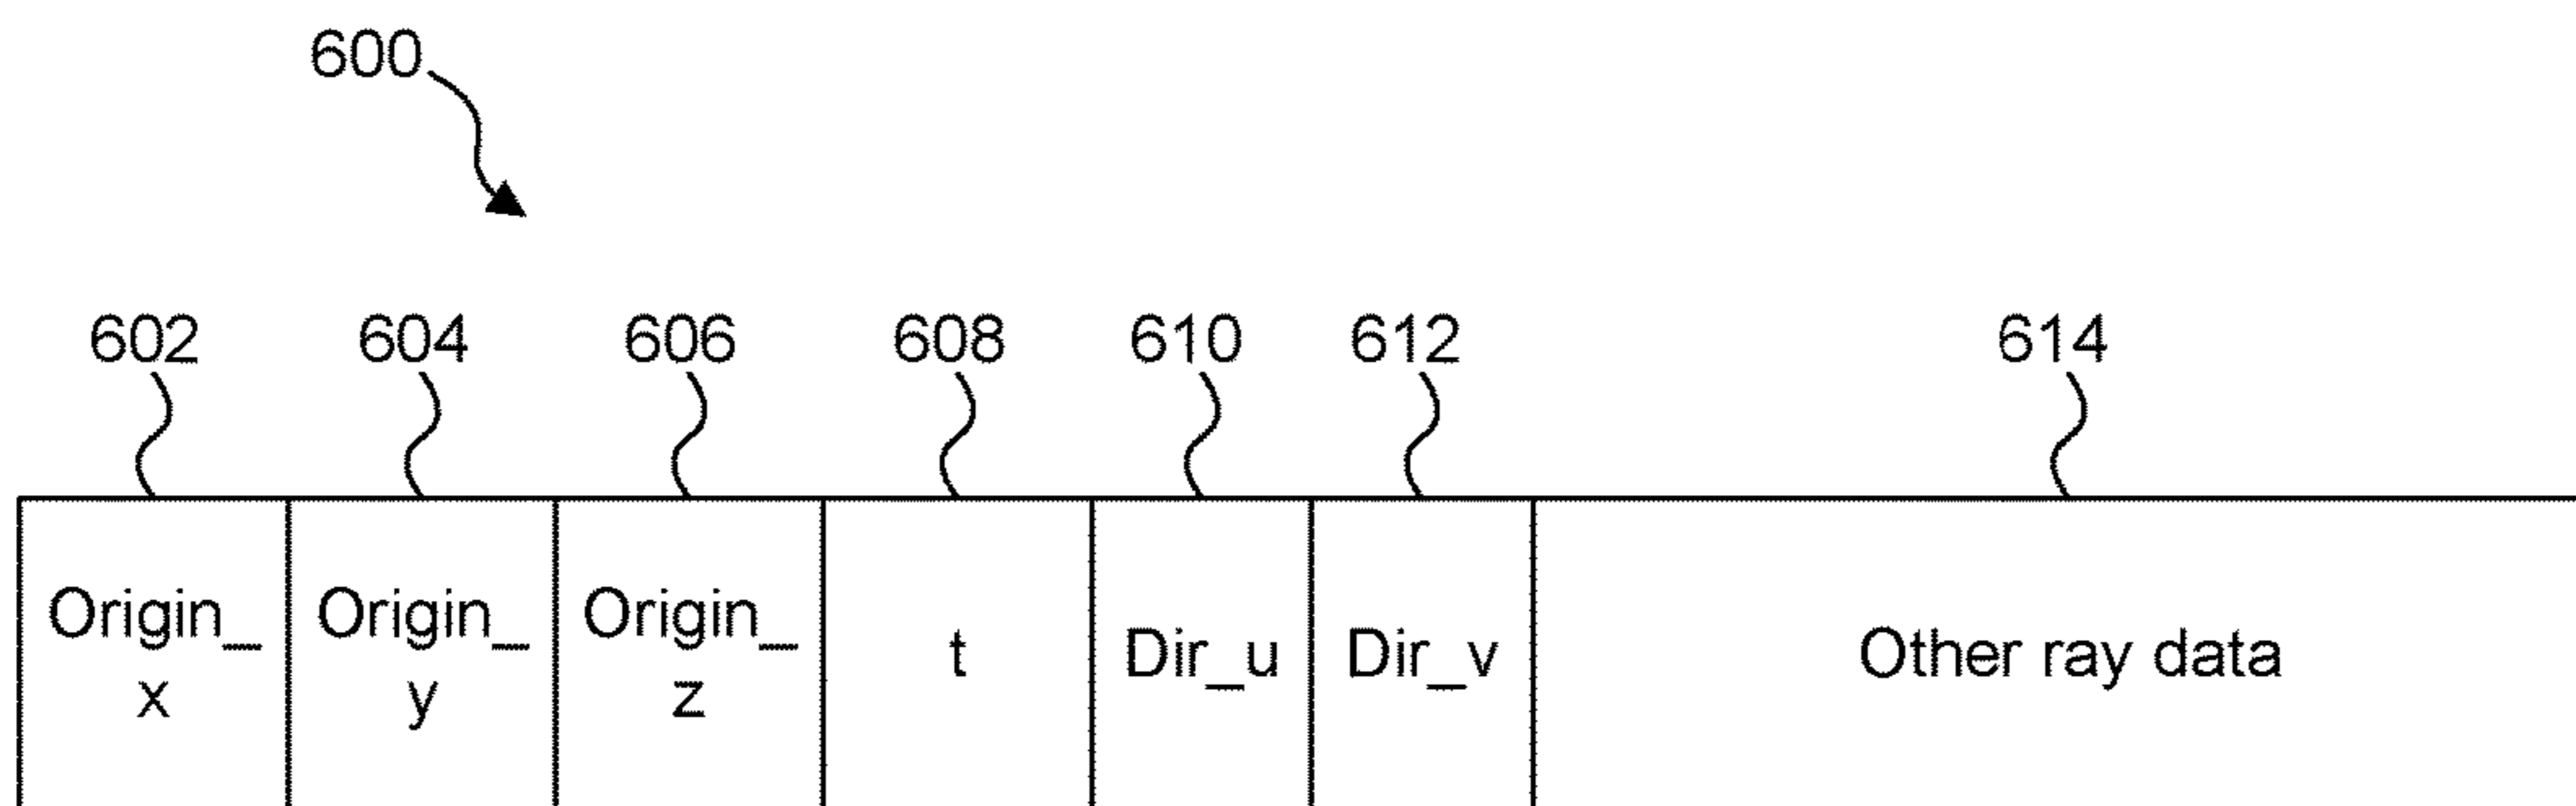 600
602 604 606 608 610 612 614
Origin_ Origin_ Origin_
x y z t Dir_u Dir_v Other ray data